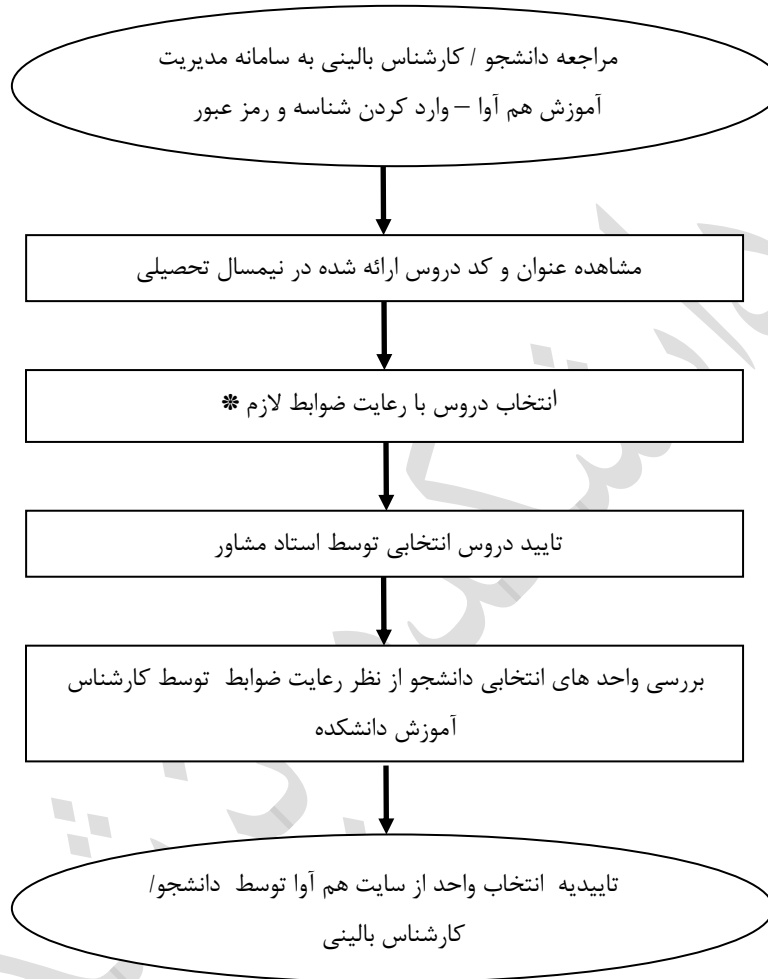 مراجعه دانشجو / کارشناس بالینی به سامانه مدیریت
آموزش هم آوا – وارد کردن شناسه و رمز عبور
مشاهده عنوان و کد دروس ارائه شده در نیمسال تحصیلی
انتخاب دروس با رعایت ضوابط لازم ✽
تایید دروس انتخابی توسط استاد مشاور
بررسی واحد های انتخابی دانشجو از نظر رعایت ضوابط توسط کارشناس
آموزش دانشکده
تاییدیه انتخاب واحد از سایت هم آوا توسط دانشجو/
کارشناس بالینی